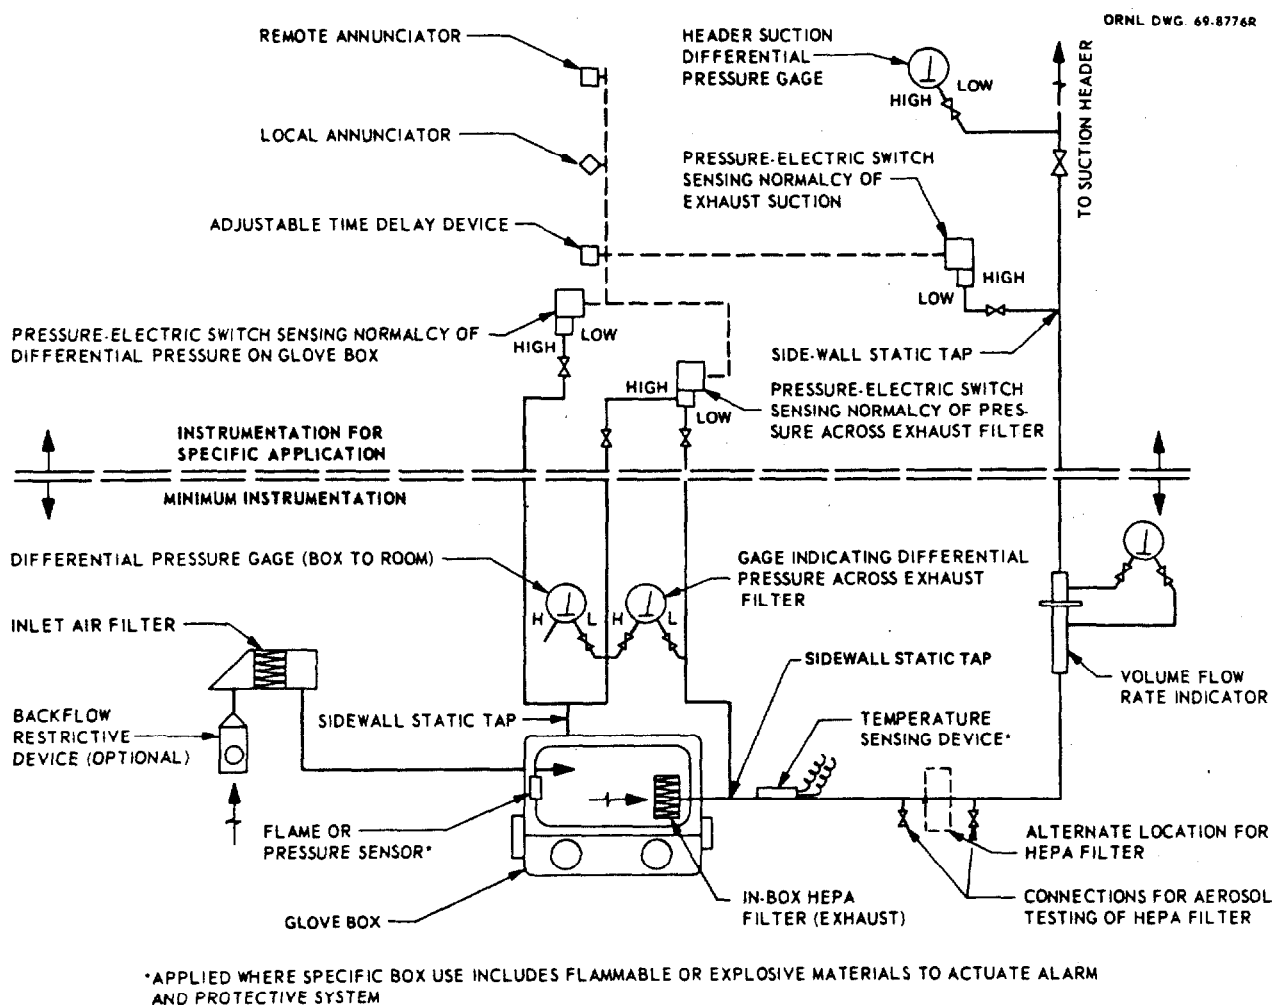 ORNL DWG. 69-8776R
REMOTE ANNUNCIATOR
HEADER SUCTION
DIFFERENTIAL
PRESSURE GAGE
LOW
HIGH
TO SUCTION HEADER
LOCAL ANNUNCIATOR
PRESSURE-ELECTRIC SWITCH
SENSING NORMALCY OF
EXHAUST SUCTION
ADJUSTABLE TIME DELAY DEVICE
HIGH
LOW
PRESSURE-ELECTRIC SWITCH SENSING NORMALCY OF
DIFFERENTIAL PRESSURE ON GLOVE BOX
LOW
HIGH
SIDE-WALL STATIC TAP
HIGH
LOW
PRESSURE-ELECTRIC SWITCH
SENSING NORMALCY OF PRES-
SURE ACROSS EXHAUST FILTER
INSTRUMENTATION FOR
SPECIFIC APPLICATION
MINIMUM INSTRUMENTATION
DIFFERENTIAL PRESSURE GAGE (BOX TO ROOM)
GAGE INDICATING DIFFERENTIAL
PRESSURE ACROSS EXHAUST
FILTER
H
L
H
L
INLET AIR FILTER
SIDEWALL STATIC TAP
VOLUME FLOW
RATE INDICATOR
BACKFLOW
RESTRICTIVE
DEVICE (OPTIONAL)
SIDEWALL STATIC TAP
TEMPERATURE
SENSING DEVICE*
FLAME OR
PRESSURE SENSOR*
ALTERNATE LOCATION FOR
HEPA FILTER
GLOVE BOX
IN-BOX HEPA
FILTER (EXHAUST)
CONNECTIONS FOR AEROSOL
TESTING OF HEPA FILTER
*APPLIED WHERE SPECIFIC BOX USE INCLUDES FLAMMABLE OR EXPLOSIVE MATERIALS TO ACTUATE ALARM
AND PROTECTIVE SYSTEM